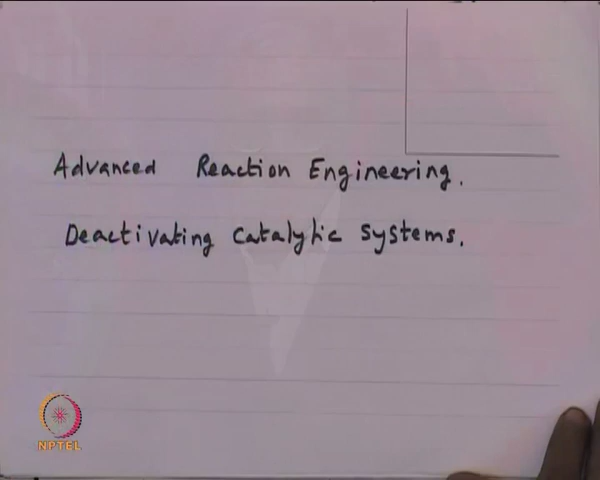 Advanced Reaction Engineering.
Deactivating Catalytic Systems.
NPTEL